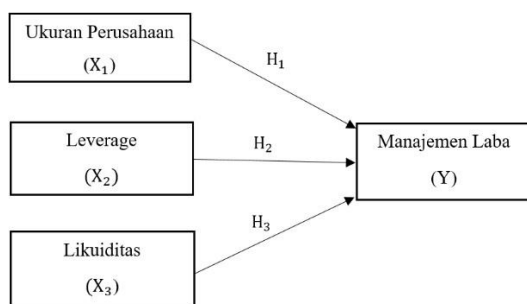 Ukuran Perusahaan
(X₁)
H₁
Leverage
(X₂)
H₂
Manajemen Laba
(Y)
H₃
Likuiditas
(X₃)